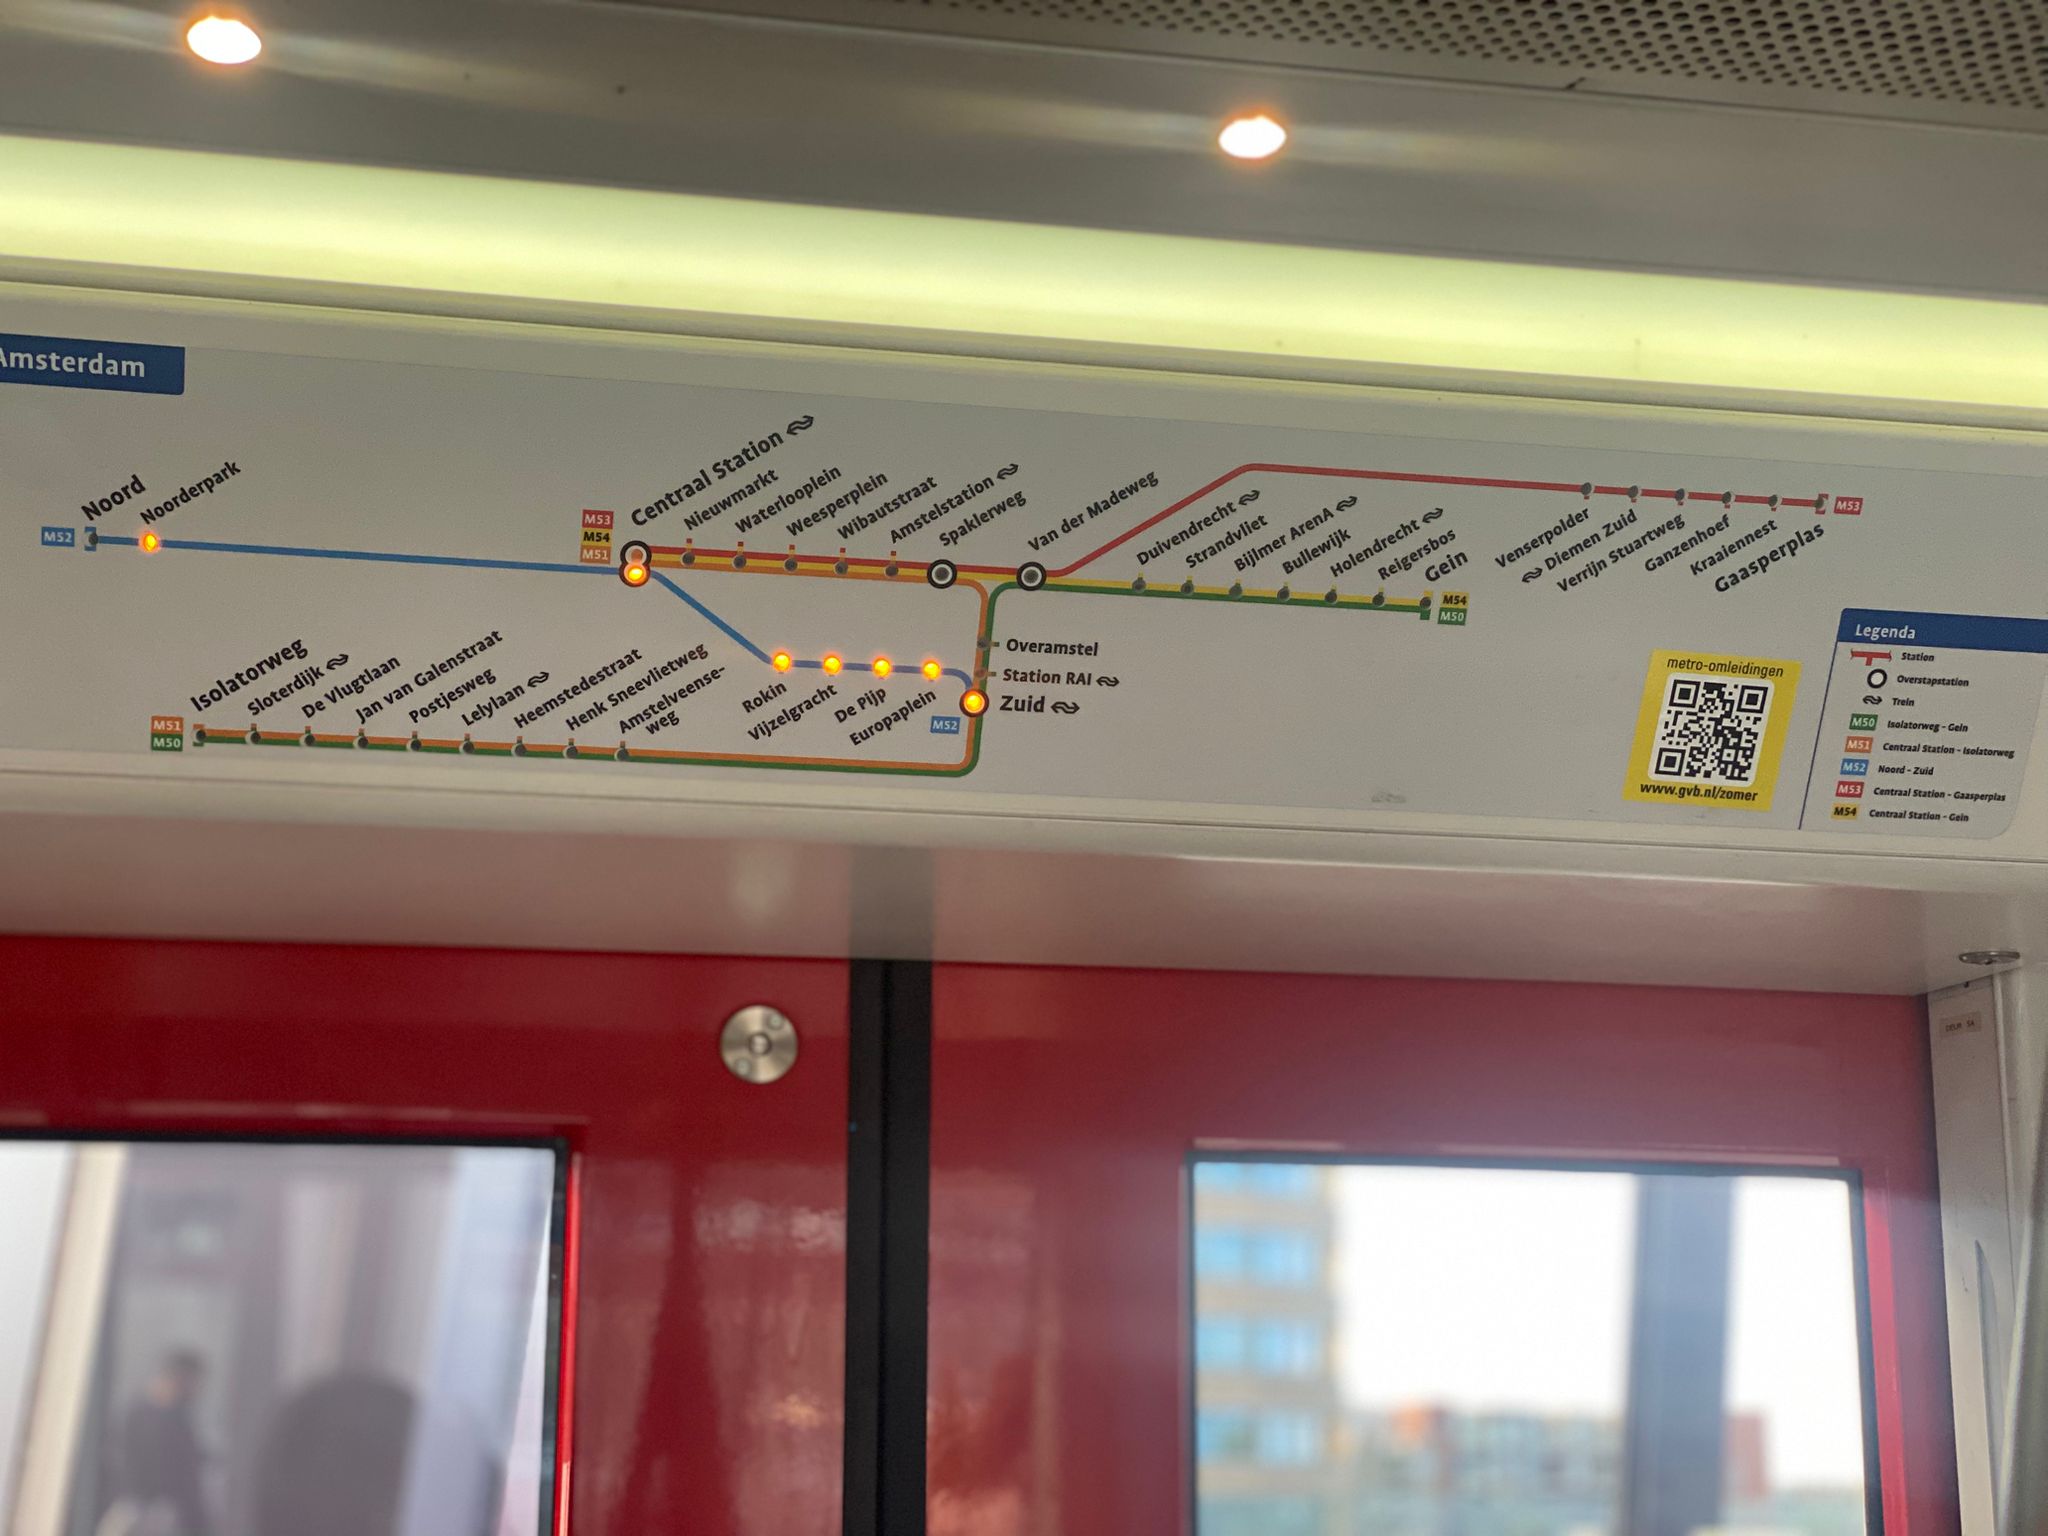 Amsterdam
M52
Noord
Noorderpark
M53
M54
M51
Centraal Station
Nieuwmarkt
Waterlooplein
Weesperplein
Wibautstraat
Amstelstation
Spaklerweg
Van der Madeweg
Duivendrecht
Strandvliet
Bijlmer ArenA
Bullewijk
Holendrecht
Reigersbos
Gein
M54
M50
Venserpolder
Diemen Zuid
Verrijn Stuartweg
Ganzenhoef
Kraaiennest
Gaasperplas
M53
M51
M50
Isolatorweg
Sloterdijk
De Vlugtlaan
Jan van Galenstraat
Postjesweg
Lelylaan
Heemstedestraat
Henk Sneevlietweg
Amstelveense-
weg
Rokin
Vijzelgracht
De Pijp
Europaplein
M52
Overamstel
Station RAI
Zuid
metro-omleidingen
www.gvb.nl/zomer
Legenda
Station
Overstapstation
Trein
M50 Isolatorweg - Gein
M51 Centraal Station - Isolatorweg
M52 Noord - Zuid
M53 Centraal Station - Gaasperplas
M54 Centraal Station - Gein
DEUR 5A